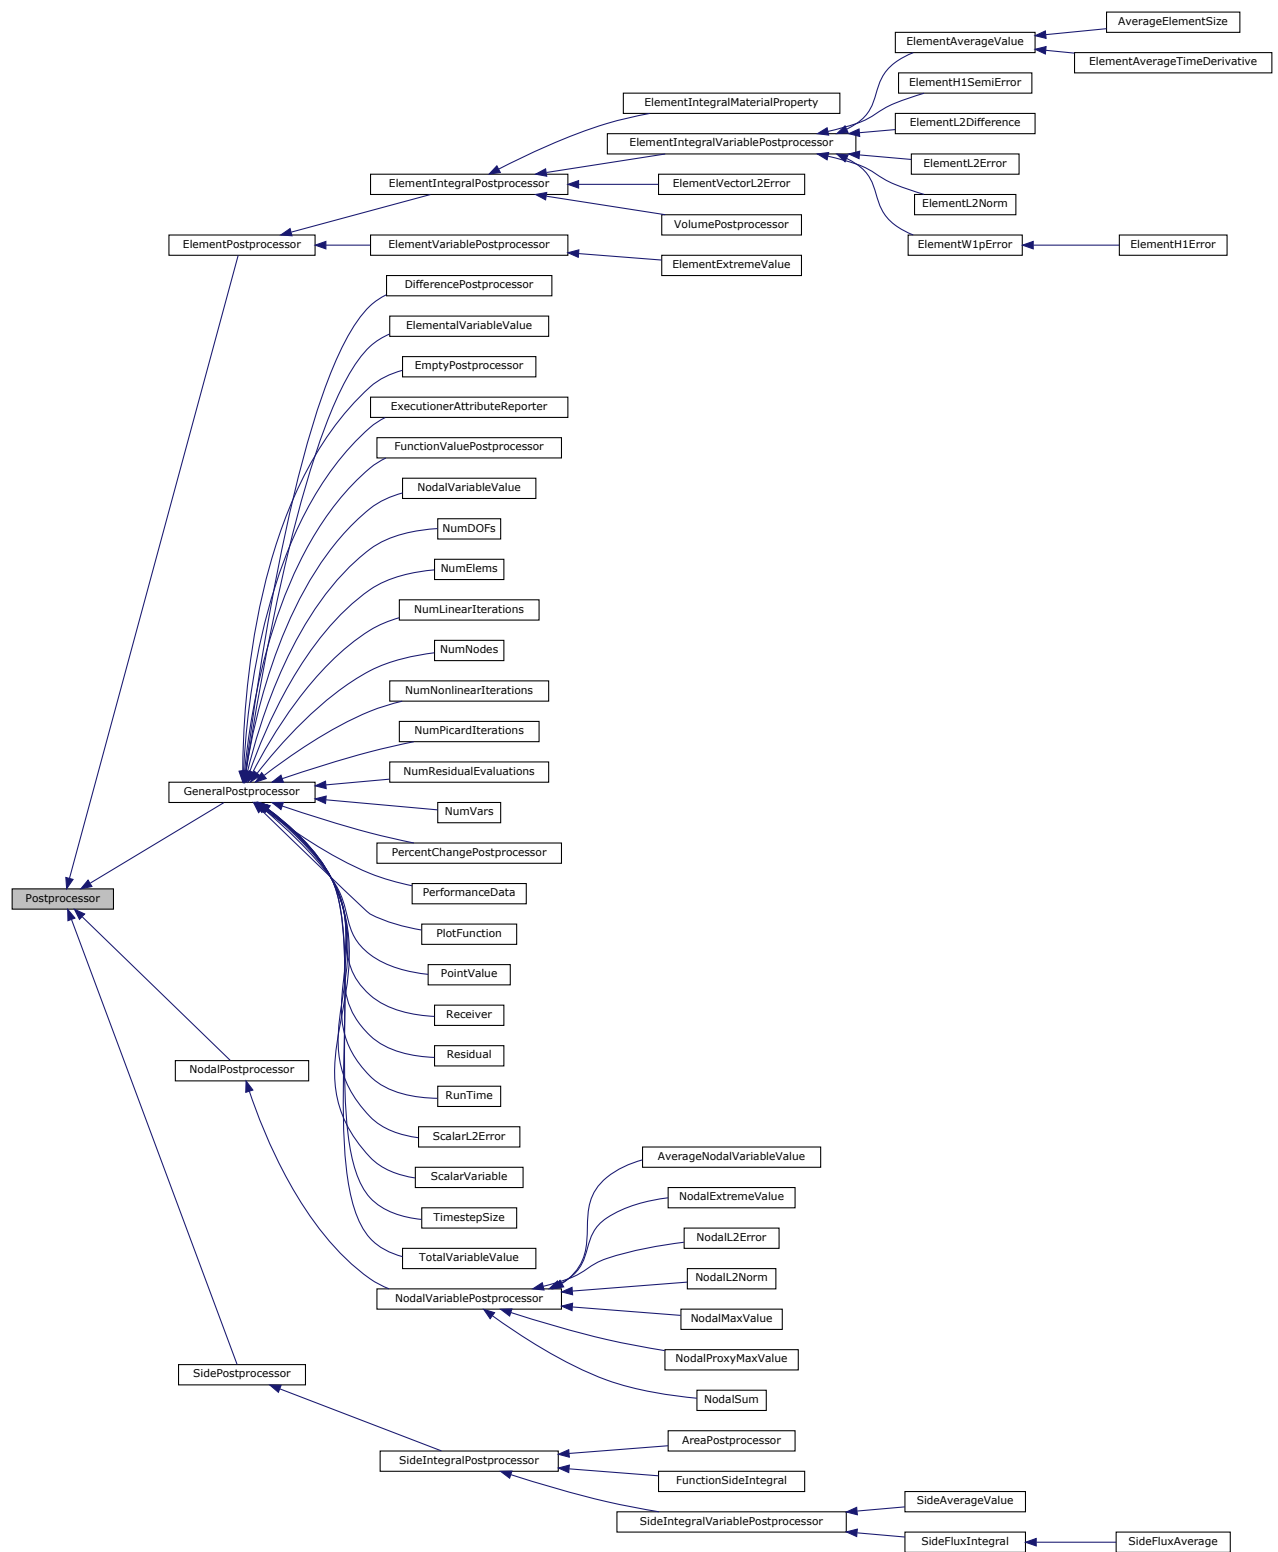 AverageElementSize
ElementAverageValue
ElementAverageTimeDerivative
ElementH1SemiError
ElementIntegralMaterialProperty
ElementL2Difference
ElementIntegralVariablePostprocessor
ElementL2Error
ElementIntegralPostprocessor
ElementVectorL2Error
ElementL2Norm
VolumePostprocessor
ElementPostprocessor
ElementVariablePostprocessor
ElementW1pError
ElementH1Error
ElementExtremeValue
DifferencePostprocessor
ElementalVariableValue
EmptyPostprocessor
ExecutionerAttributeReporter
FunctionValuePostprocessor
NodalVariableValue
NumDOFs
NumElems
NumLinearIterations
NumNodes
NumNonlinearIterations
NumPicardIterations
NumResidualEvaluations
GeneralPostprocessor
NumVars
PercentChangePostprocessor
PerformanceData
Postprocessor
PlotFunction
PointValue
Receiver
Residual
NodalPostprocessor
RunTime
ScalarL2Error
AverageNodalVariableValue
ScalarVariable
NodalExtremeValue
TimestepSize
NodalL2Error
TotalVariableValue
NodalL2Norm
NodalVariablePostprocessor
NodalMaxValue
NodalProxyMaxValue
SidePostprocessor
NodalSum
AreaPostprocessor
SideIntegralPostprocessor
FunctionSideIntegral
SideAverageValue
SideIntegralVariablePostprocessor
SideFluxIntegral
SideFluxAverage